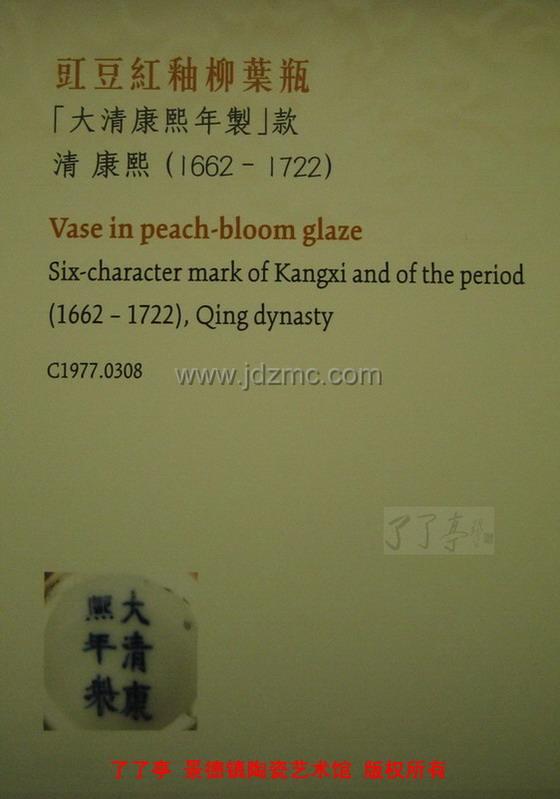 豇豆紅釉柳葉瓶
「大清康熙年製」款
清 康熙 (1662－1722)
Vase in peach-bloom glaze
Six-character mark of Kangxi and of the period
(1662 – 1722), Qing dynasty
C1977.0308
www.jdzmc.com
了了亭
大清康
熙年製
了了亭 景德镇陶瓷艺术馆 版权所有